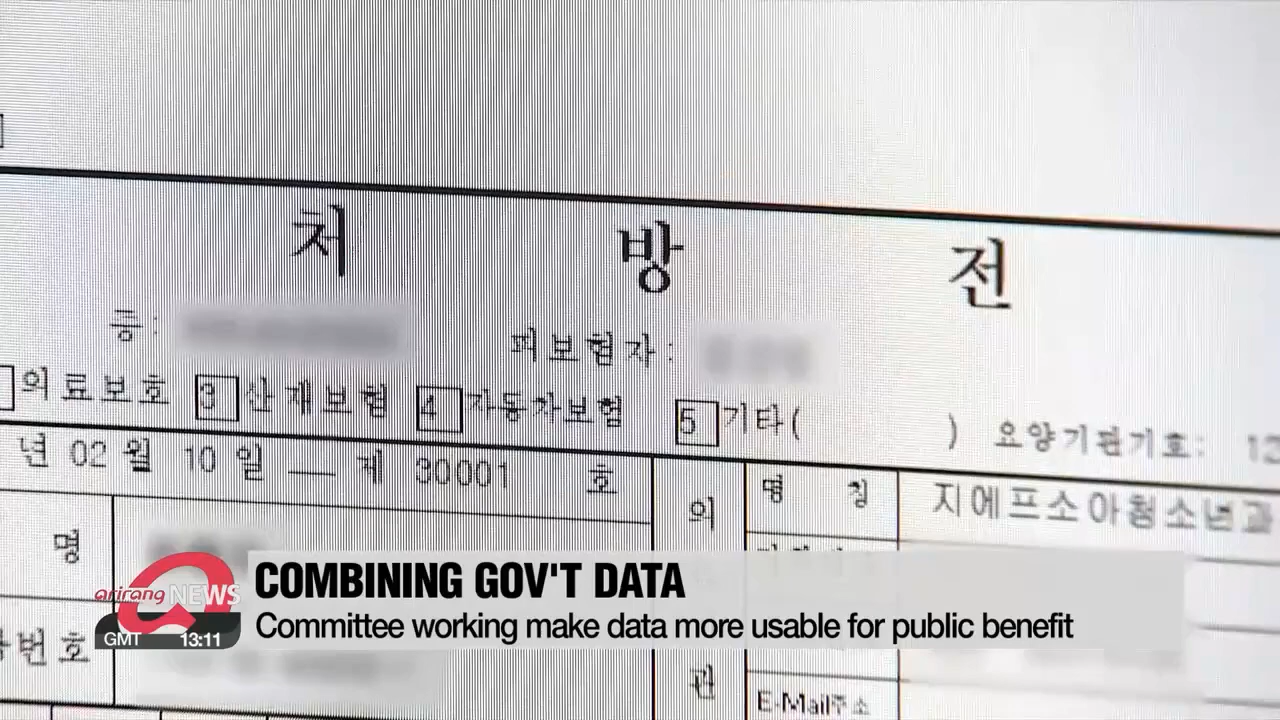 처 방 전
피보험자:
의료보호 3 산재보험 4 자동차보험 5 기타( ) 요양기관기호: 12
년 02 월 10 일 — 제 30001 호
의
명 칭
지에프소아청소년과
명
번호
관
E-Mail주소
COMBINING GOV'T DATA
Committee working make data more usable for public benefit
arirang NEWS
GMT 13:11